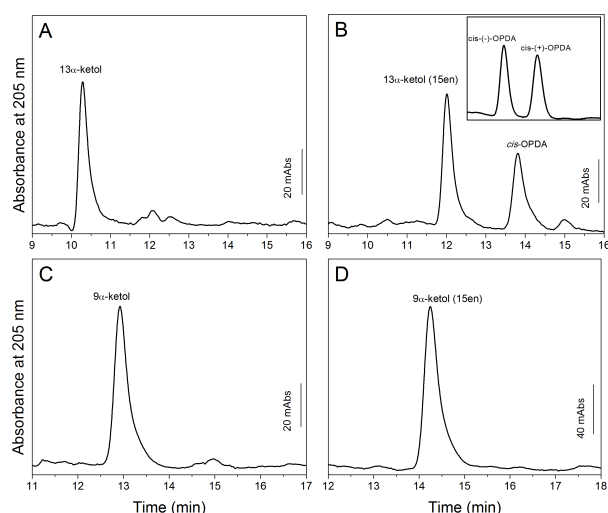 A
13α-ketol
Absorbance at 205 nm
20 mAbs
9 10 11 12 13 14 15 16
B
cis-(-)-OPDA
cis-(+)-OPDA
13α-ketol (15en)
cis-OPDA
20 mAbs
9 10 11 12 13 14 15 16
C
9α-ketol
Absorbance at 205 nm
20 mAbs
11 12 13 14 15 16 17
Time (min)
D
9α-ketol (15en)
40 mAbs
12 13 14 15 16 17 18
Time (min)